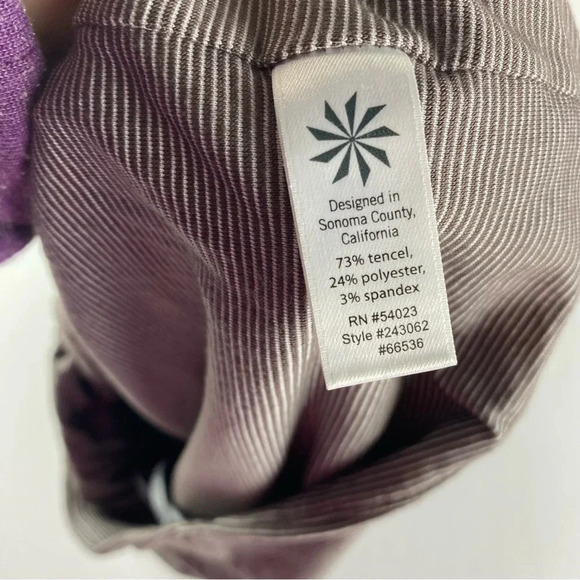 Designed in
Sonoma County,
California
73% tencel,
24% polyester,
3% spandex
RN #54023
Style #243062
#66536